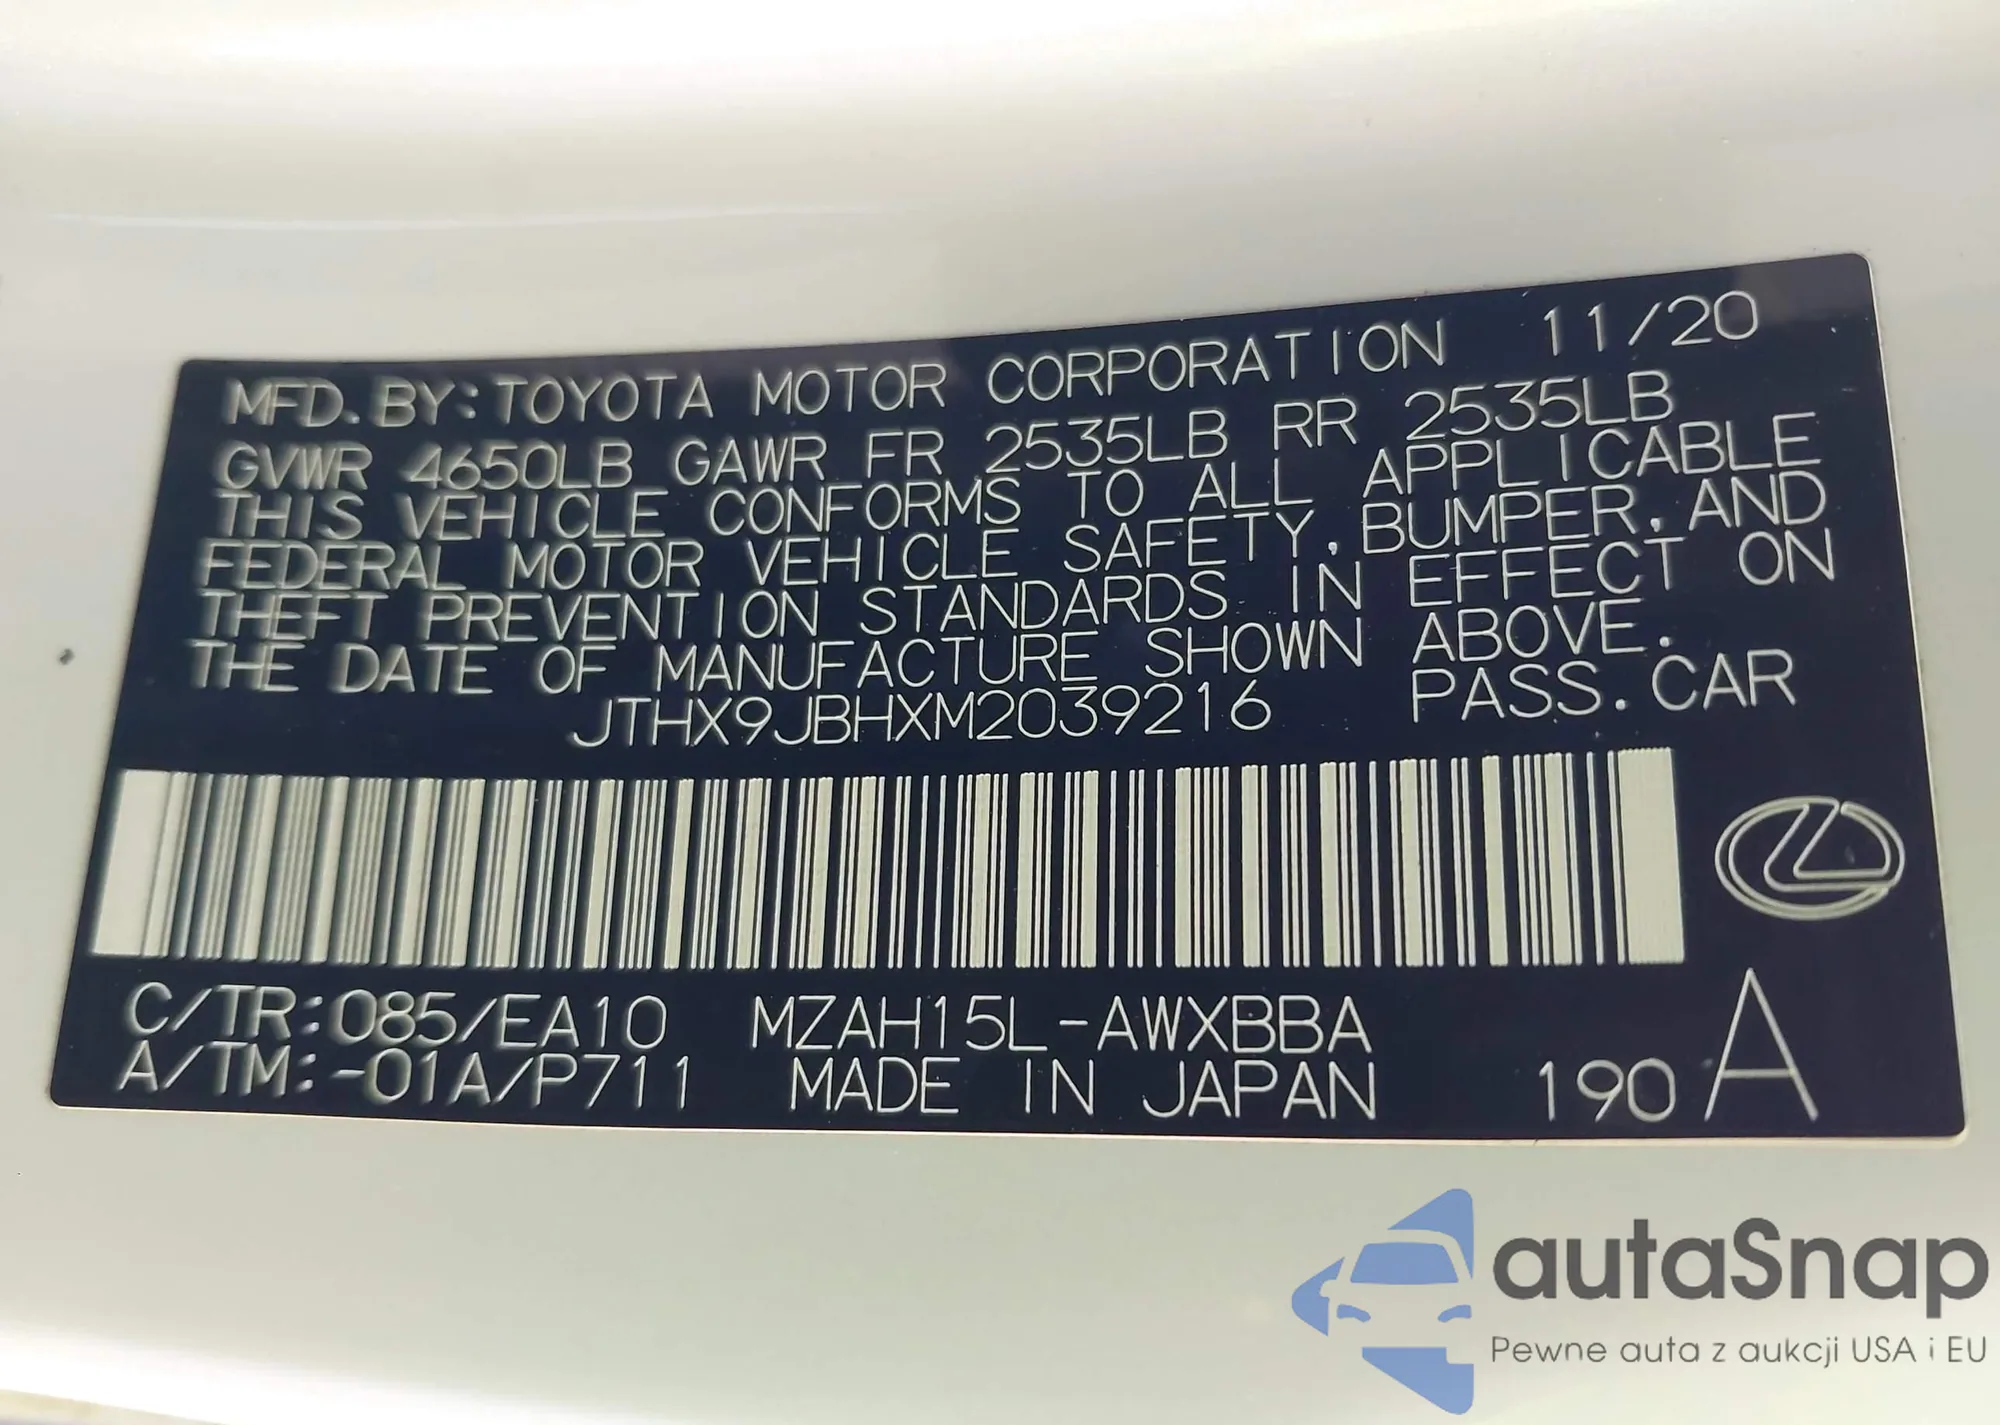 MFD. BY: TOYOTA MOTOR CORPORATION 11/20
GVWR 4650LB GAWR FR 2535LB RR 2535LB
THIS VEHICLE CONFORMS TO ALL APPLICABLE
FEDERAL MOTOR VEHICLE SAFETY, BUMPER, AND
THEFT PREVENTION STANDARDS IN EFFECT ON
THE DATE OF MANUFACTURE SHOWN ABOVE.
JTHX9JBHXM2039216 PASS. CAR
C/TR: 085/EA10 MZAH15L-AWXBBA
A/TM: -01A/P711 MADE IN JAPAN 190 A
autaSnap
Pewne auta z aukcji USA i EU